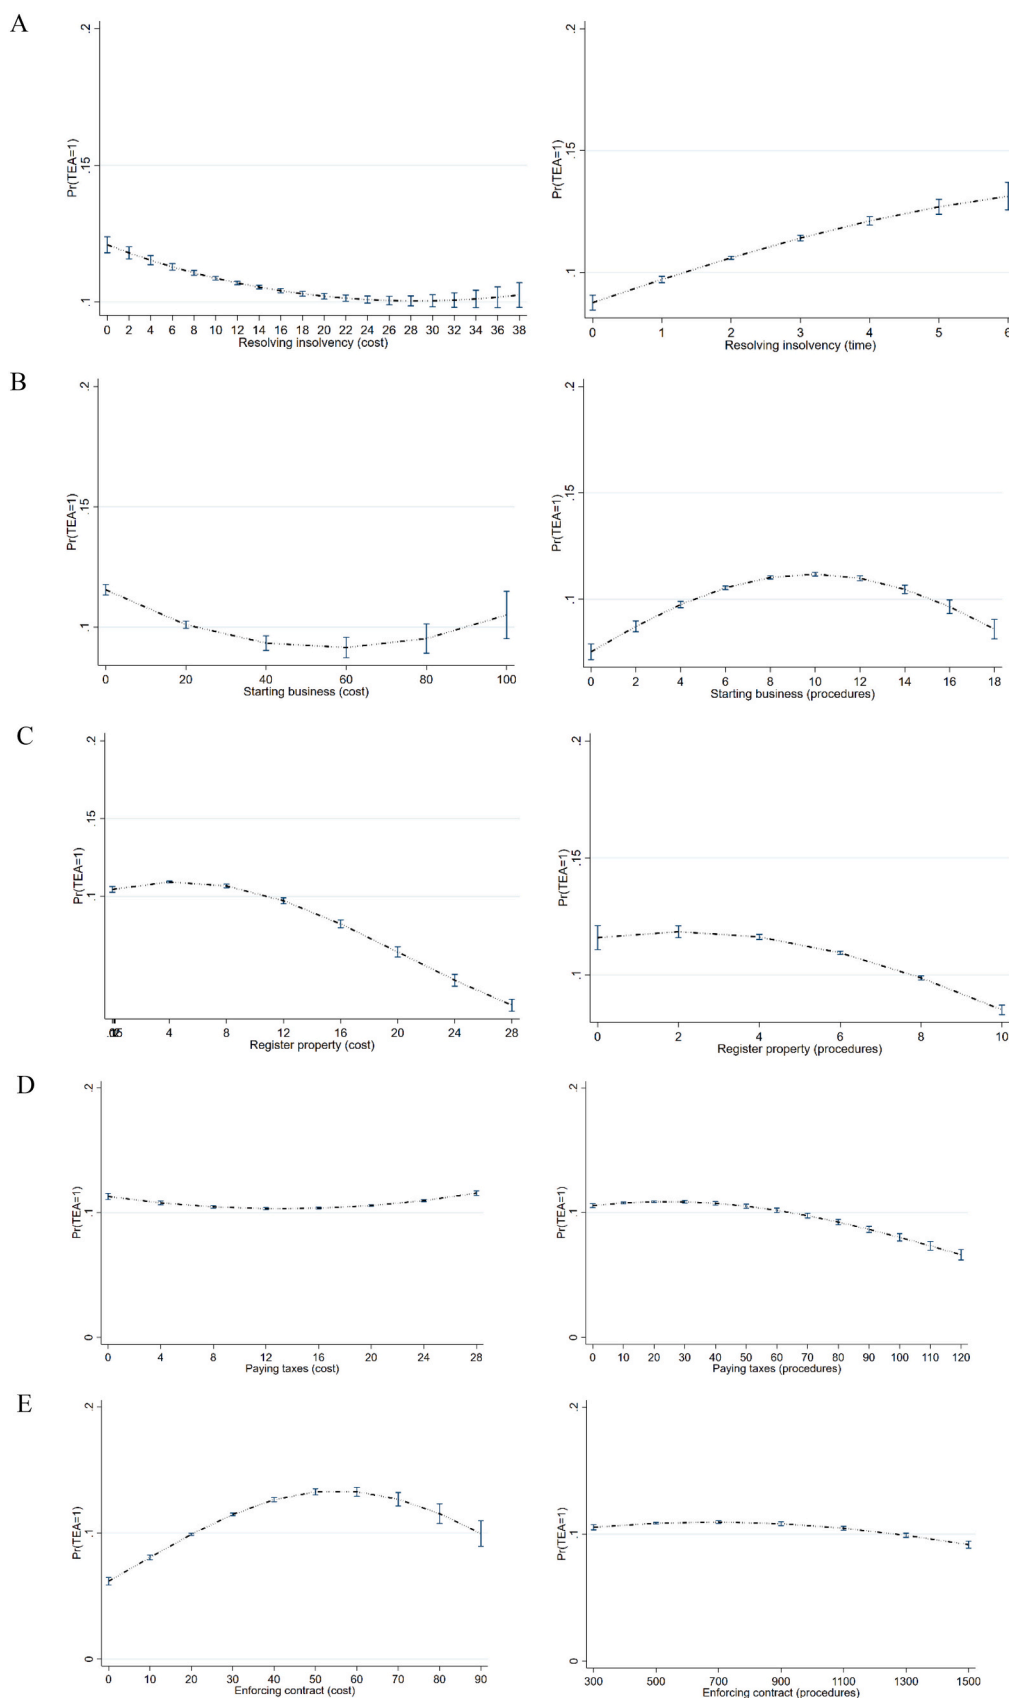 A
Pr(TEA=1)
.2
.15
.1
0 2 4 6 8 10 12 14 16 18 20 22 24 26 28 30 32 34 36 38
Resolving insolvency (cost)
Pr(TEA=1)
.2
.15
.1
0 1 2 3 4 5 6
Resolving insolvency (time)
B
Pr(TEA=1)
.2
.15
.1
0 20 40 60 80 100
Starting business (cost)
Pr(TEA=1)
.2
.15
.1
0 2 4 6 8 10 12 14 16 18
Starting business (procedures)
C
Pr(TEA=1)
.2
.15
.1
4 8 12 16 20 24 28
Register property (cost)
Pr(TEA=1)
.2
.15
.1
0 2 4 6 8 10
Register property (procedures)
D
Pr(TEA=1)
.2
.1
0
0 4 8 12 16 20 24 28
Paying taxes (cost)
Pr(TEA=1)
.2
.1
0
0 10 20 30 40 50 60 70 80 90 100 110 120
Paying taxes (procedures)
E
Pr(TEA=1)
.2
.1
0
0 10 20 30 40 50 60 70 80 90
Enforcing contract (cost)
Pr(TEA=1)
.2
.1
0
300 500 700 900 1100 1300 1500
Enforcing contract (procedures)